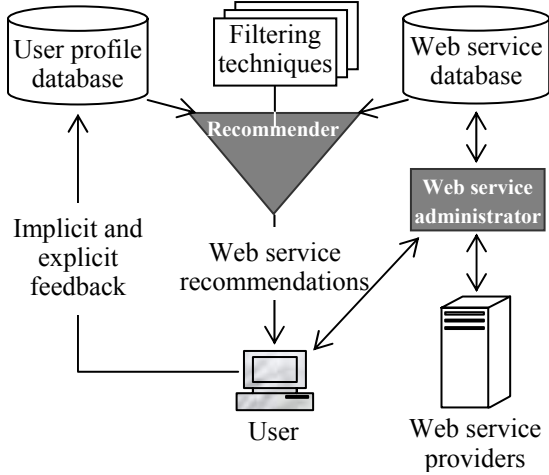 User profile
database
Filtering
techniques
Web service
database
Recommender
Web service
administrator
Implicit and
explicit
feedback
Web service
recommendations
User
Web service
providers